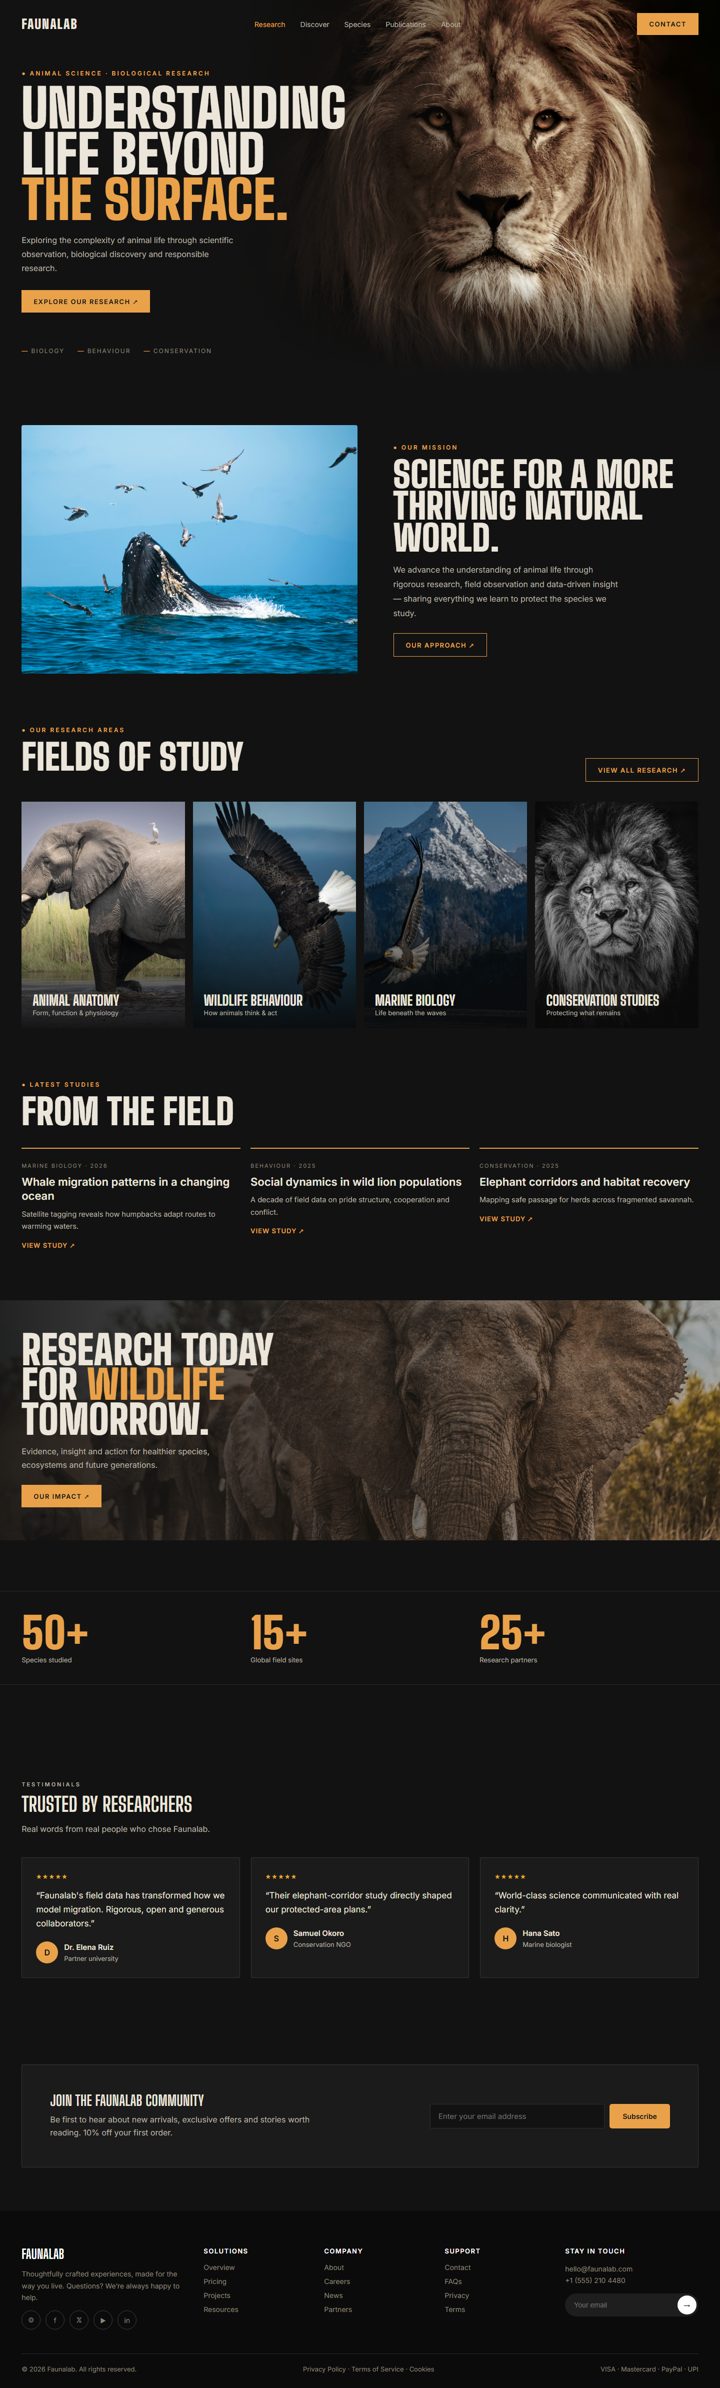 FAUNALAB
Research Discover Species Publications About
CONTACT
• ANIMAL SCIENCE · BIOLOGICAL RESEARCH
UNDERSTANDING
LIFE BEYOND
THE SURFACE.
Exploring the complexity of animal life through scientific
observation, biological discovery and responsible
research.
EXPLORE OUR RESEARCH ↗
— BIOLOGY — BEHAVIOUR — CONSERVATION
• OUR MISSION
SCIENCE FOR A MORE
THRIVING NATURAL
WORLD.
We advance the understanding of animal life through
rigorous research, field observation and data-driven insight
— sharing everything we learn to protect the species we
study.
OUR APPROACH ↗
• OUR RESEARCH AREAS
FIELDS OF STUDY
VIEW ALL RESEARCH ↗
ANIMAL ANATOMY
Form, function & physiology
WILDLIFE BEHAVIOUR
How animals think & act
MARINE BIOLOGY
Life beneath the waves
CONSERVATION STUDIES
Protecting what remains
• LATEST STUDIES
FROM THE FIELD
MARINE BIOLOGY · 2026
Whale migration patterns in a changing
ocean
Satellite tagging reveals how humpbacks adapt routes to
warming waters.
VIEW STUDY ↗
BEHAVIOUR · 2025
Social dynamics in wild lion populations
A decade of field data on pride structure, cooperation and
conflict.
VIEW STUDY ↗
CONSERVATION · 2025
Elephant corridors and habitat recovery
Mapping safe passage for herds across fragmented savannah.
VIEW STUDY ↗
RESEARCH TODAY
FOR WILDLIFE
TOMORROW.
Evidence, insight and action for healthier species,
ecosystems and future generations.
OUR IMPACT ↗
50+
Species studied
15+
Global field sites
25+
Research partners
TESTIMONIALS
TRUSTED BY RESEARCHERS
Real words from real people who chose Faunalab.
★★★★★
“Faunalab's field data has transformed how we
model migration. Rigorous, open and generous
collaborators.”
D
Dr. Elena Ruiz
Partner university
★★★★★
“Their elephant-corridor study directly shaped
our protected-area plans.”
S
Samuel Okoro
Conservation NGO
★★★★★
“World-class science communicated with real
clarity.”
H
Hana Sato
Marine biologist
JOIN THE FAUNALAB COMMUNITY
Be first to hear about new arrivals, exclusive offers and stories worth
reading. 10% off your first order.
Enter your email address
Subscribe
FAUNALAB
Thoughtfully crafted experiences, made for the
way you live. Questions? We're always happy to
help.
f 𝕏 ▶ in
SOLUTIONS
Overview
Pricing
Projects
Resources
COMPANY
About
Careers
News
Partners
SUPPORT
Contact
FAQs
Privacy
Terms
STAY IN TOUCH
hello@faunalab.com
+1 (555) 210 4480
Your email
→
© 2026 Faunalab. All rights reserved.
Privacy Policy · Terms of Service · Cookies
VISA · Mastercard · PayPal · UPI